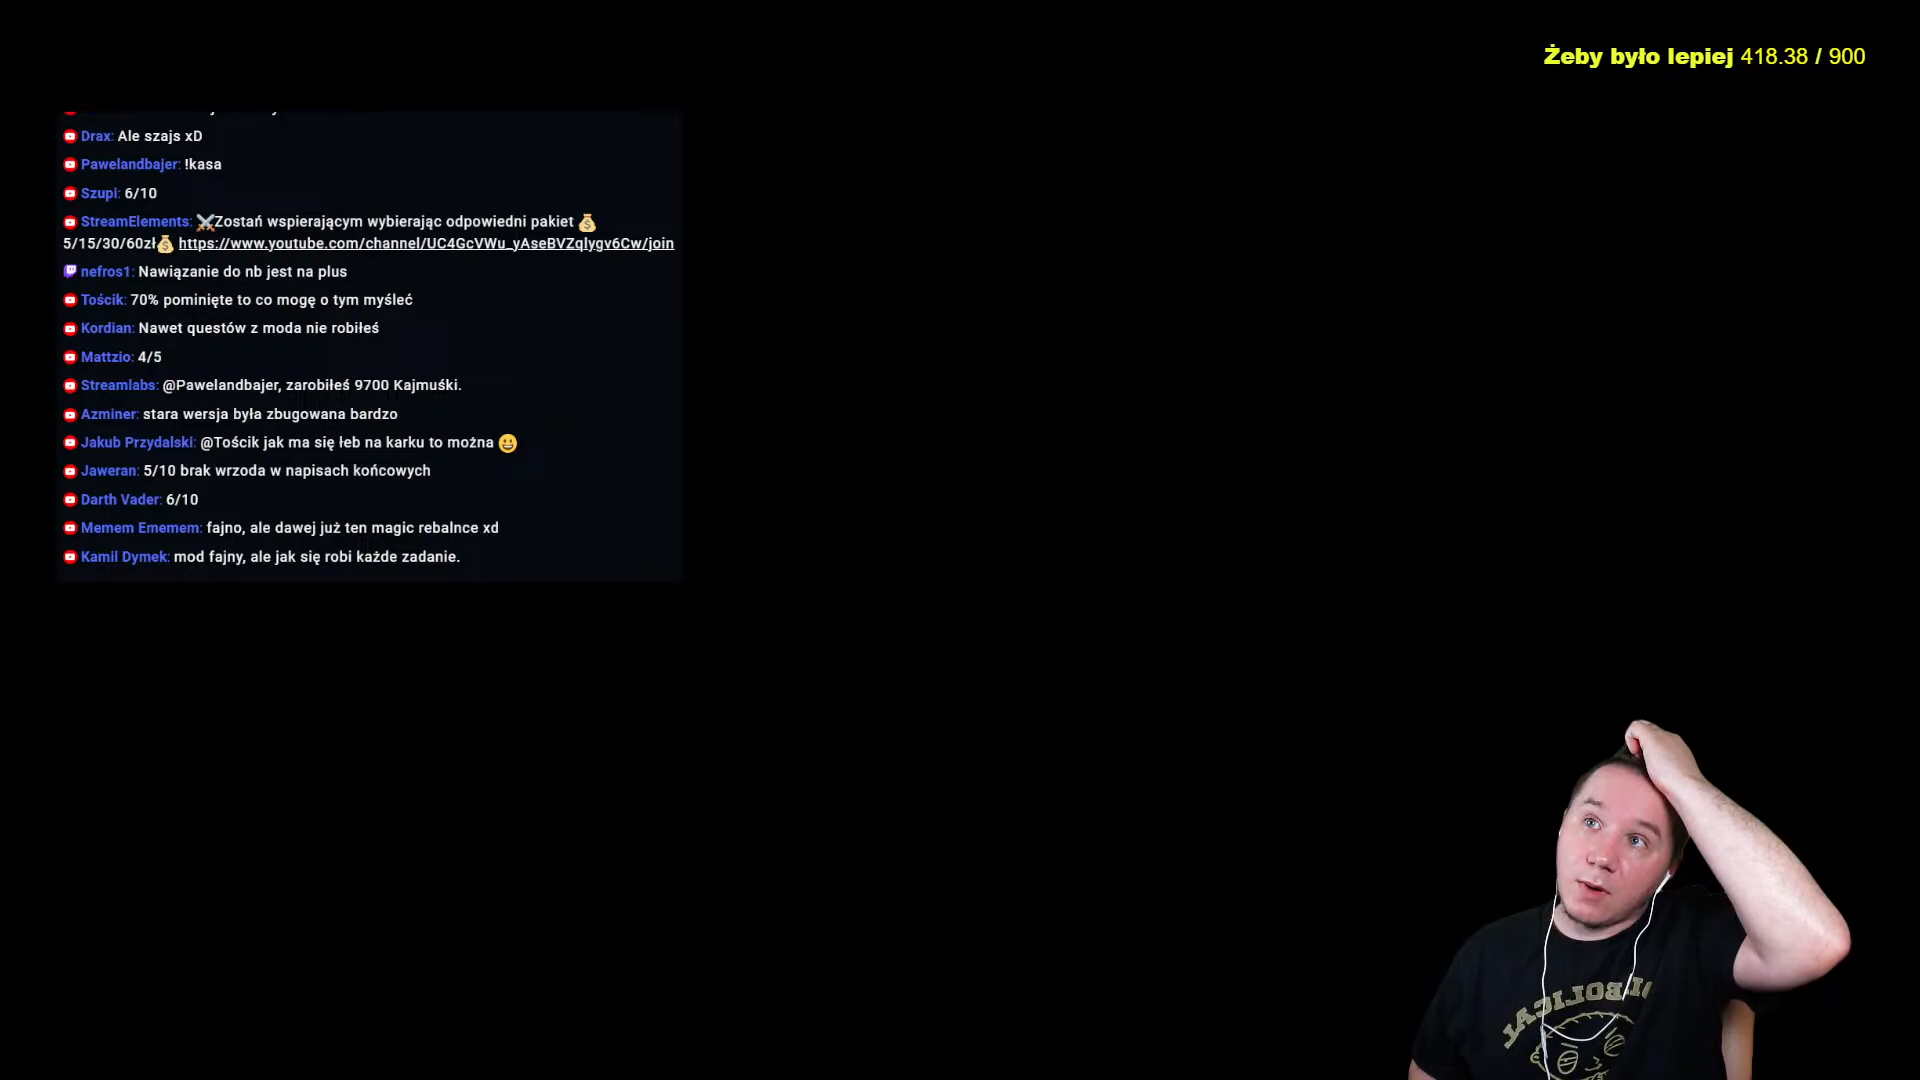 Żeby było lepiej 418.38 / 900
Drax: Ale szajs xD
Pawelandbajer: !kasa
Szupi: 6/10
StreamElements: ⚔Zostań wspierającym wybierając odpowiedni pakiet 💰
5/15/30/60zł💰 https://www.youtube.com/channel/UC4GcVWu_yAseBVZqlygv6Cw/join
nefros1: Nawiązanie do nb jest na plus
Tościk: 70% pominięte to co mogę o tym myśleć
Kordian: Nawet questów z moda nie robiłeś
Mattzio: 4/5
Streamlabs: @Pawelandbajer, zarobiłeś 9700 Kajmuśki.
Azminer: stara wersja była zbugowana bardzo
Jakub Przydalski: @Tościk jak ma się łeb na karku to można 😀
Jaweran: 5/10 brak wrzoda w napisach końcowych
Darth Vader: 6/10
Memem Ememem: fajno, ale dawej już ten magic rebalnce xd
Kamil Dymek: mod fajny, ale jak się robi każde zadanie.